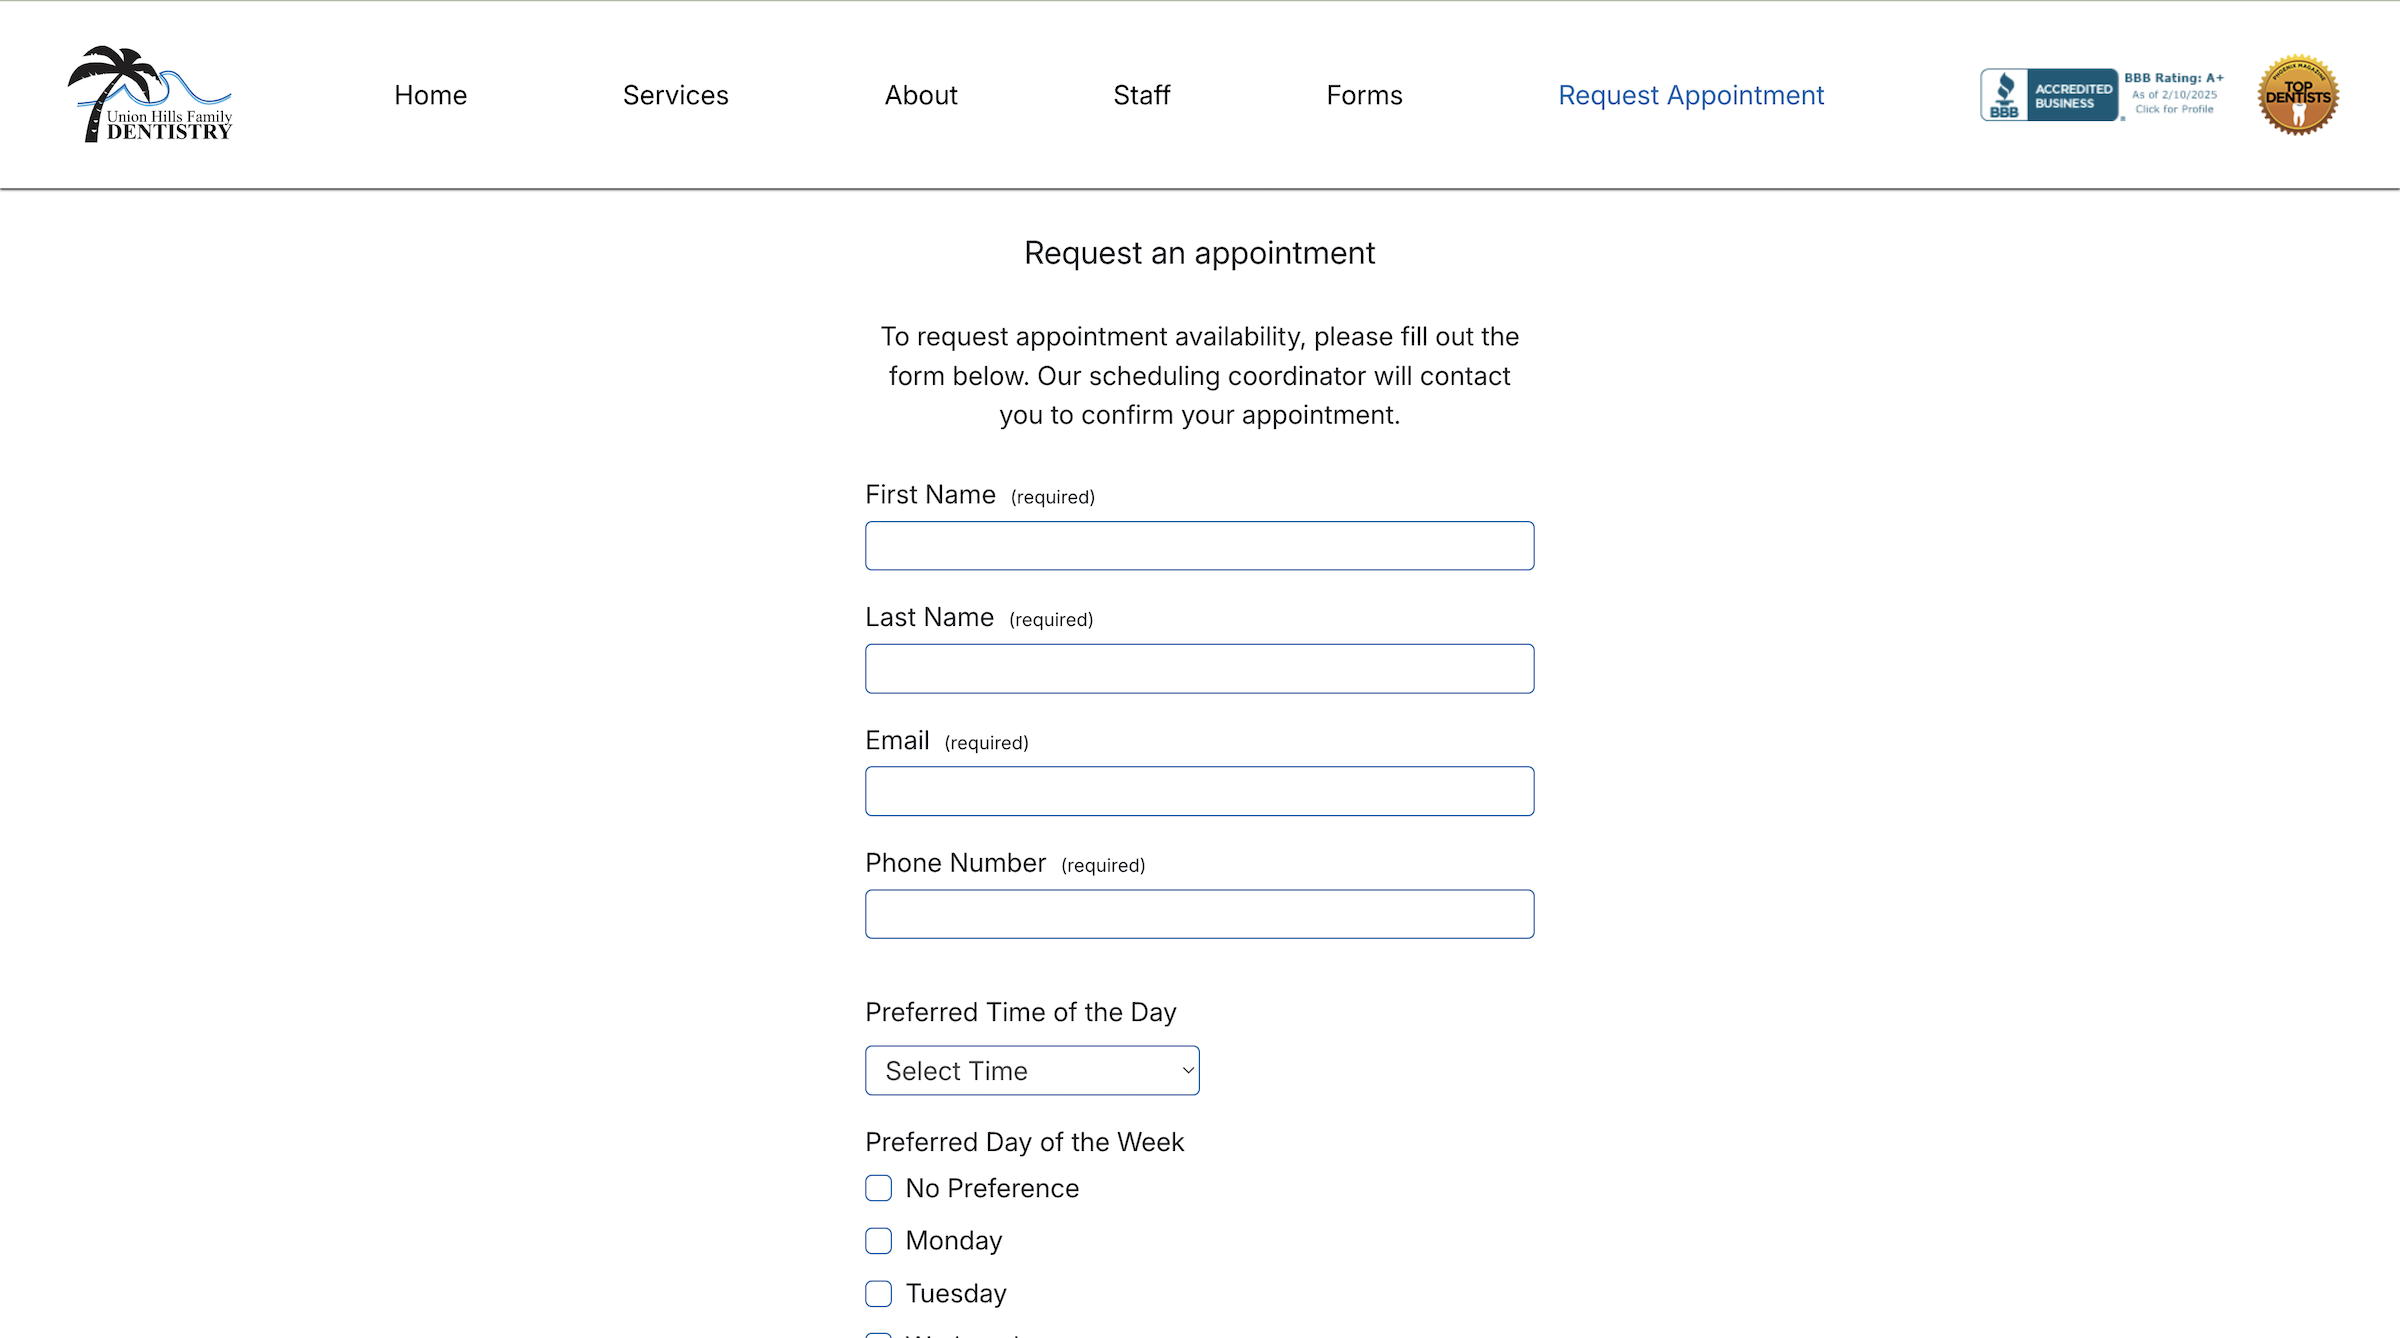 Union Hills Family
DENTISTRY
Home
Services
About
Staff
Forms
Request Appointment
BBB
ACCREDITED
BUSINESS
BBB Rating: A+
As of 2/10/2025
Click for Profile
PHOENIX MAGAZINE
TOP
DENTISTS
Request an appointment
To request appointment availability, please fill out the
form below. Our scheduling coordinator will contact
you to confirm your appointment.
First Name (required)
Last Name (required)
Email (required)
Phone Number (required)
Preferred Time of the Day
Select Time
Preferred Day of the Week
No Preference
Monday
Tuesday